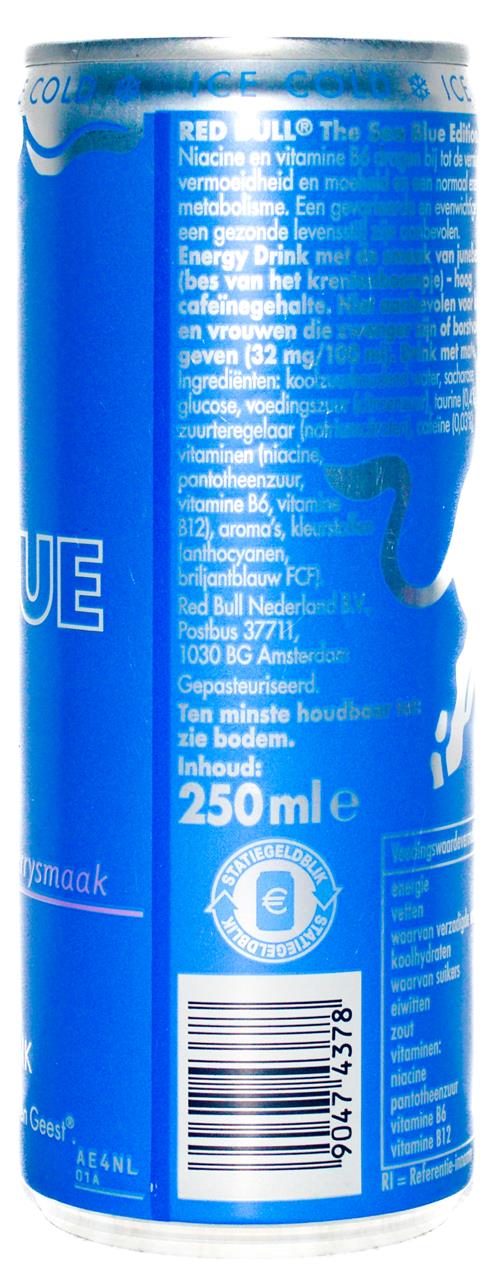 COLD ❄ ICE COLD ❄ ICE
RED BULL® The Sea Blue Edition
Niacine en vitamine B6 dragen bij tot de
vermoeidheid en moeheid en een normaal
metabolisme. Een gevarieerde en evenwichtige
een gezonde levensstijl zijn aanbevolen.
Energy Drink met de smaak van
(bes van het krentenboompje) – hoog
cafeïnegehalte. Niet aanbevolen voor
en vrouwen die zwanger zijn of
geven (32 mg/100 ml). Drink met
Ingrediënten: koolzuurhoudend water, sacharose,
glucose, voedingszuur (citroenzuur), taurine (0,4
zuurteregelaar (natriumcitraten), cafeïne (0,03%
vitaminen (niacine,
pantotheenzuur,
vitamine B6, vitamine
B12), aroma's, kleurstoffen
(anthocyanen,
briljantblauw FCF).
UE
Red Bull Nederland B.V.,
Postbus 37711,
1030 BG Amsterdam
Gepasteuriseerd.
Ten minste houdbaar tot:
zie bodem.
Inhoud:
250 ml e
rrysmaak
STATIEGELDBLIK
€
STATIEGELDBLIK
energie
vetten
waarvan verzadigde
koolhydraten
waarvan suikers
eiwitten
zout
vitaminen:
niacine
pantotheenzuur
vitamine B6
vitamine B12
RI = Referentie-
9047 4378
K
Geest®.
AE4NL
01A